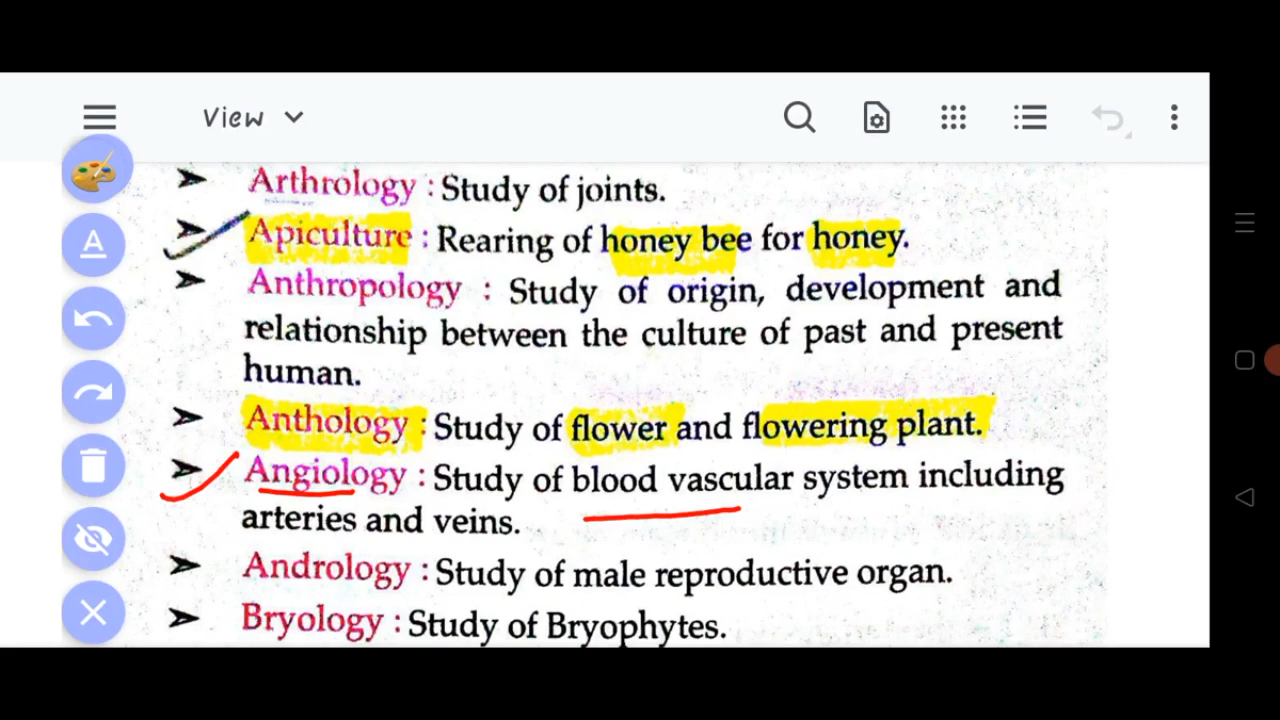 View
Arthrology : Study of joints.
Apiculture : Rearing of honey bee for honey.
Anthropology : Study of origin, development and
relationship between the culture of past and present
human.
Anthology : Study of flower and flowering plant.
Angiology : Study of blood vascular system including
arteries and veins.
Andrology : Study of male reproductive organ.
Bryology : Study of Bryophytes.